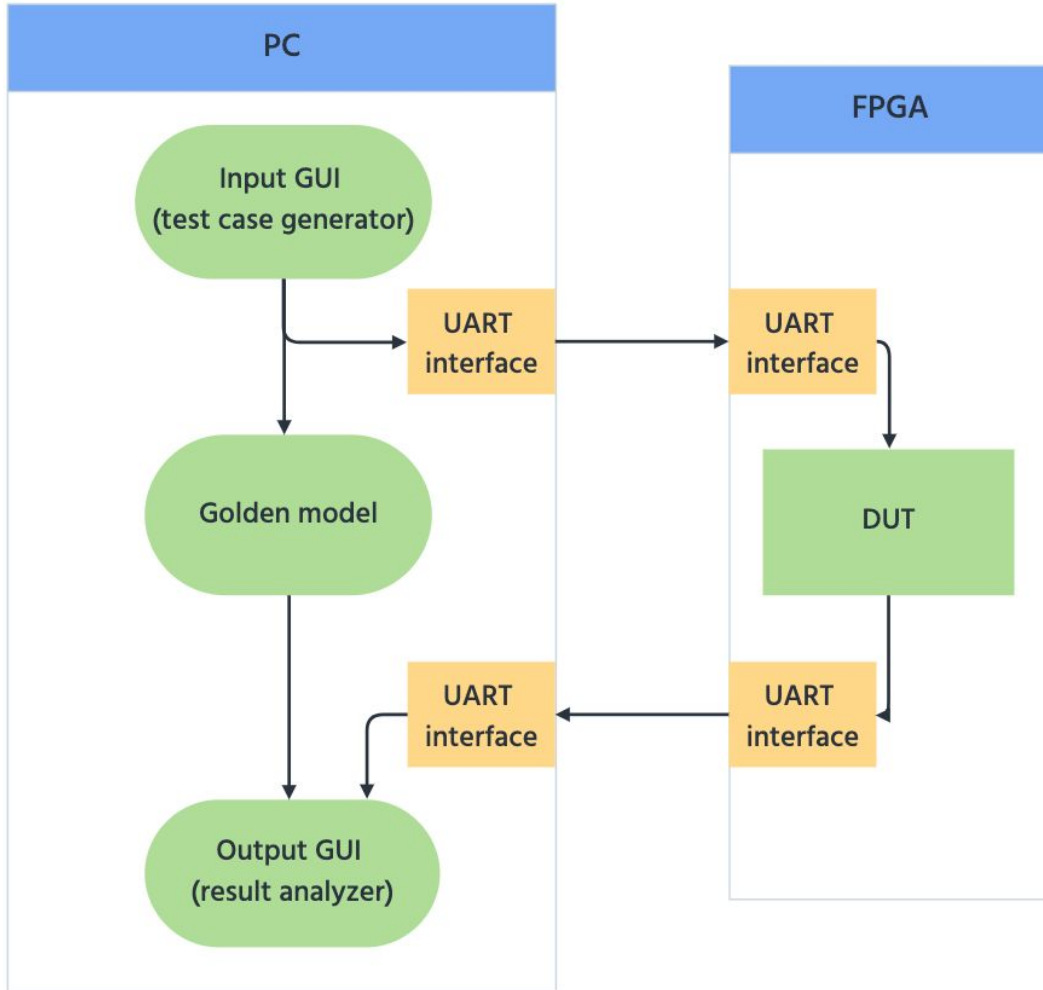 PC
FPGA
Input GUI
(test case generator)
UART
interface
UART
interface
Golden model
DUT
UART
interface
UART
interface
Output GUI
(result analyzer)